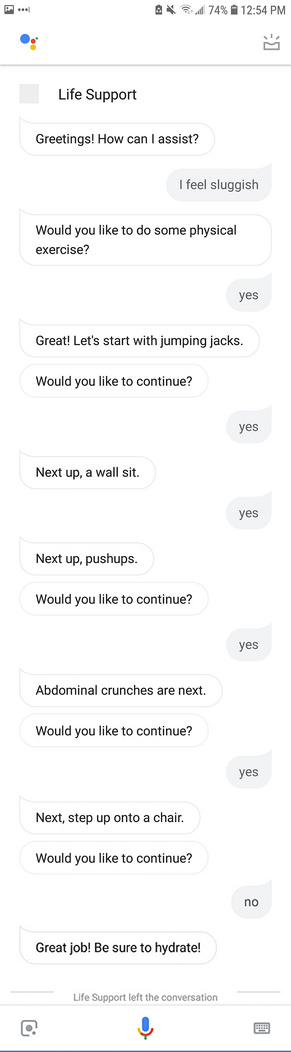 74% 12:54 PM
Life Support
Greetings! How can I assist?
I feel sluggish
Would you like to do some physical
exercise?
yes
Great! Let's start with jumping jacks.
Would you like to continue?
yes
Next up, a wall sit.
yes
Next up, pushups.
Would you like to continue?
yes
Abdominal crunches are next.
Would you like to continue?
yes
Next, step up onto a chair.
Would you like to continue?
no
Great job! Be sure to hydrate!
Life Support left the conversation